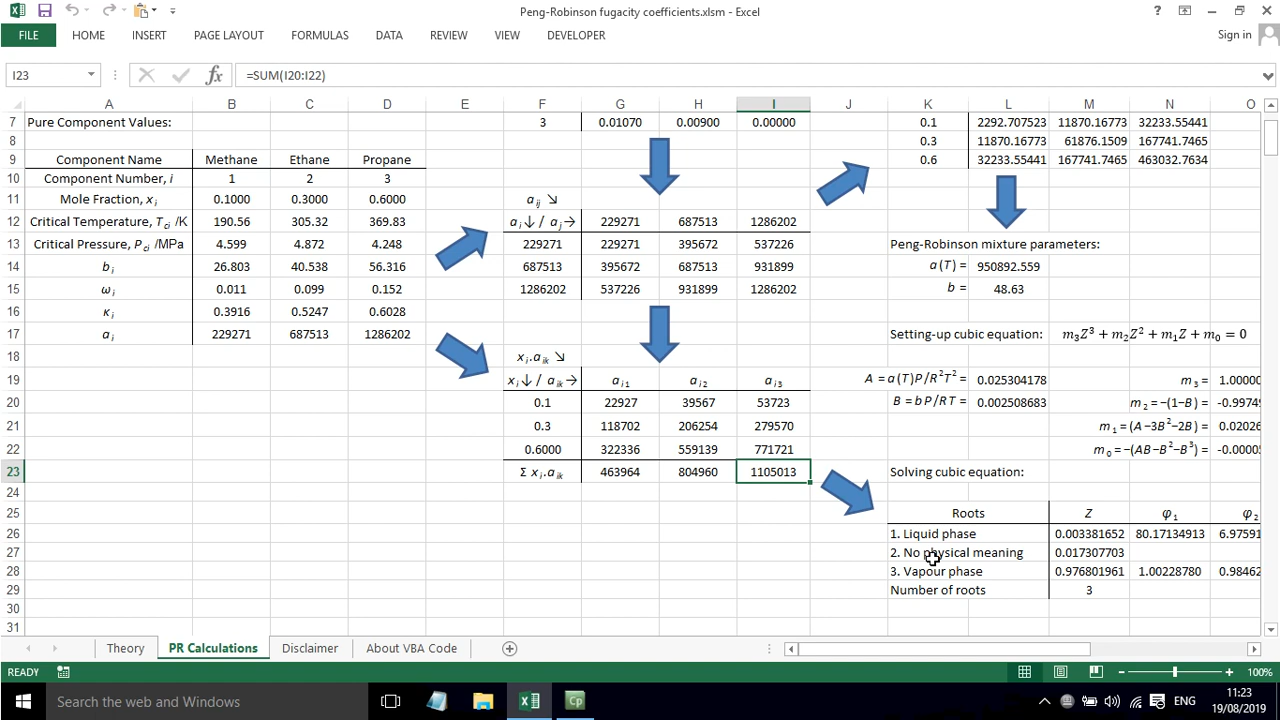 Peng-Robinson fugacity coefficients.xlsm - Excel
FILE HOME INSERT PAGE LAYOUT FORMULAS DATA REVIEW VIEW DEVELOPER Sign in
I23 =SUM(I20:I22)
A B C D E F G H I J K L M N O
7 Pure Component Values: 3 0.01070 0.00900 0.00000 0.1 2292.707523 11870.16773 32233.55441
8 0.3 11870.16773 61876.1509 167741.7465
9 Component Name Methane Ethane Propane 0.6 32233.55441 167741.7465 463032.7634
10 Component Number, i 1 2 3
11 Mole Fraction, x i 0.1000 0.3000 0.6000 a ij ↘
12 Critical Temperature, T ci /K 190.56 305.32 369.83 a i ↓ / a j → 229271 687513 1286202
13 Critical Pressure, P ci /MPa 4.599 4.872 4.248 229271 229271 395672 537226 Peng-Robinson mixture parameters:
14 b i 26.803 40.538 56.316 687513 395672 687513 931899 a (T) = 950892.559
15 ω i 0.011 0.099 0.152 1286202 537226 931899 1286202 b = 48.63
16 κ i 0.3916 0.5247 0.6028
17 a i 229271 687513 1286202 Setting-up cubic equation: m₃Z³ + m₂Z² + m₁Z + m₀ = 0
18 x i .a ik ↘
19 x i ↓ / a ik → a i1 a i2 a i3 A = a(T)P/R²T² = 0.025304178 m 3 = 1.00000
20 0.1 22927 39567 53723 B = bP/RT = 0.002508683 m 2 = −(1−B) = -0.99749
21 0.3 118702 206254 279570 m 1 = (A −3B²−2B) = 0.02026
22 0.6000 322336 559139 771721 m 0 = −(AB−B²−B³) = -0.00005
23 Σ x i .a ik 463964 804960 1105013 Solving cubic equation:
24
25 Roots Z φ 1 φ 2
26 1. Liquid phase 0.003381652 80.17134913 6.97591
27 2. No physical meaning 0.017307703
28 3. Vapour phase 0.976801961 1.00228780 0.98462
29 Number of roots 3
30
31
Theory PR Calculations Disclaimer About VBA Code
READY 100%
Search the web and Windows Cp ENG 11:23
19/08/2019